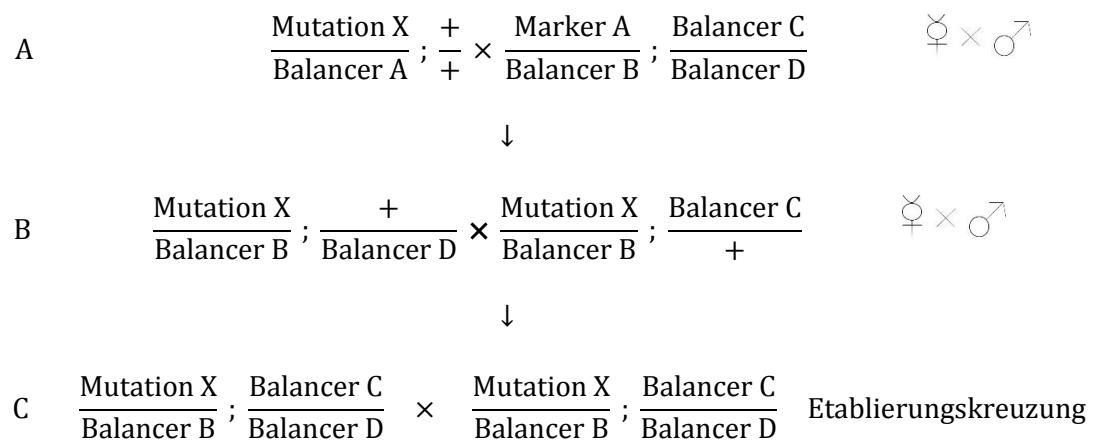 A Mutation X / Balancer A ; + / + × Marker A / Balancer B ; Balancer C / Balancer D ☿ × ♂
↓
B Mutation X / Balancer B ; + / Balancer D × Mutation X / Balancer B ; Balancer C / + ☿ × ♂
↓
C Mutation X / Balancer B ; Balancer C / Balancer D × Mutation X / Balancer B ; Balancer C / Balancer D Etablierungskreuzung